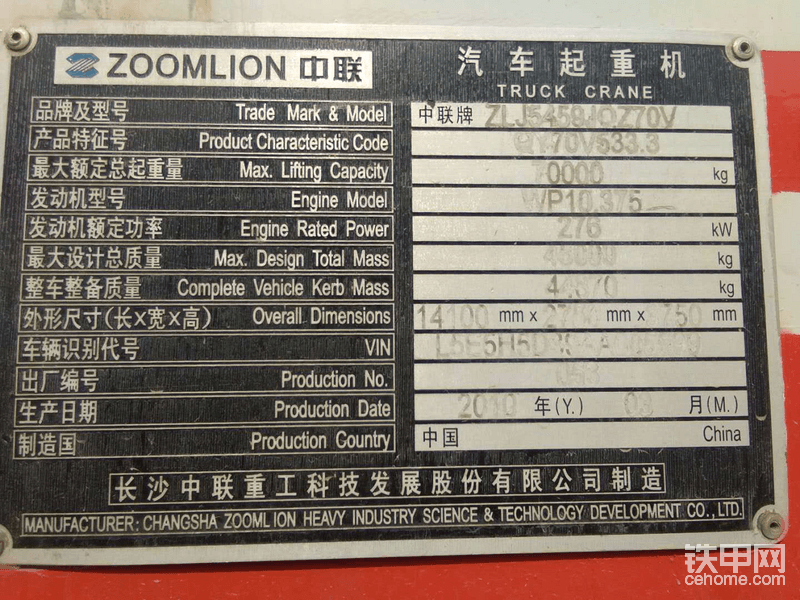 ZOOMLION 中联
汽车起重机
TRUCK CRANE
品牌及型号 Trade Mark & Model 中联牌 ZLJ5459JQZ70V
产品特征号 Product Characteristic Code QY70V533.3
最大额定总起重量 Max. Lifting Capacity 0000 kg
发动机型号 Engine Model WP10.375
发动机额定功率 Engine Rated Power 276 kW
最大设计总质量 Max. Design Total Mass kg
整车整备质量 Complete Vehicle Kerb Mass kg
外形尺寸(长×宽×高) Overall Dimensions 14100 mm x mm x 750 mm
车辆识别代号 VIN
出厂编号 Production No.
生产日期 Production Date 2010 年(Y.) 月(M.)
制造国 Production Country 中国 China
长沙中联重工科技发展股份有限公司制造
MANUFACTURER: CHANGSHA ZOOMLION HEAVY INDUSTRY SCIENCE & TECHNOLOGY DEVELOPMENT CO., LTD.
铁甲网
cehome.com